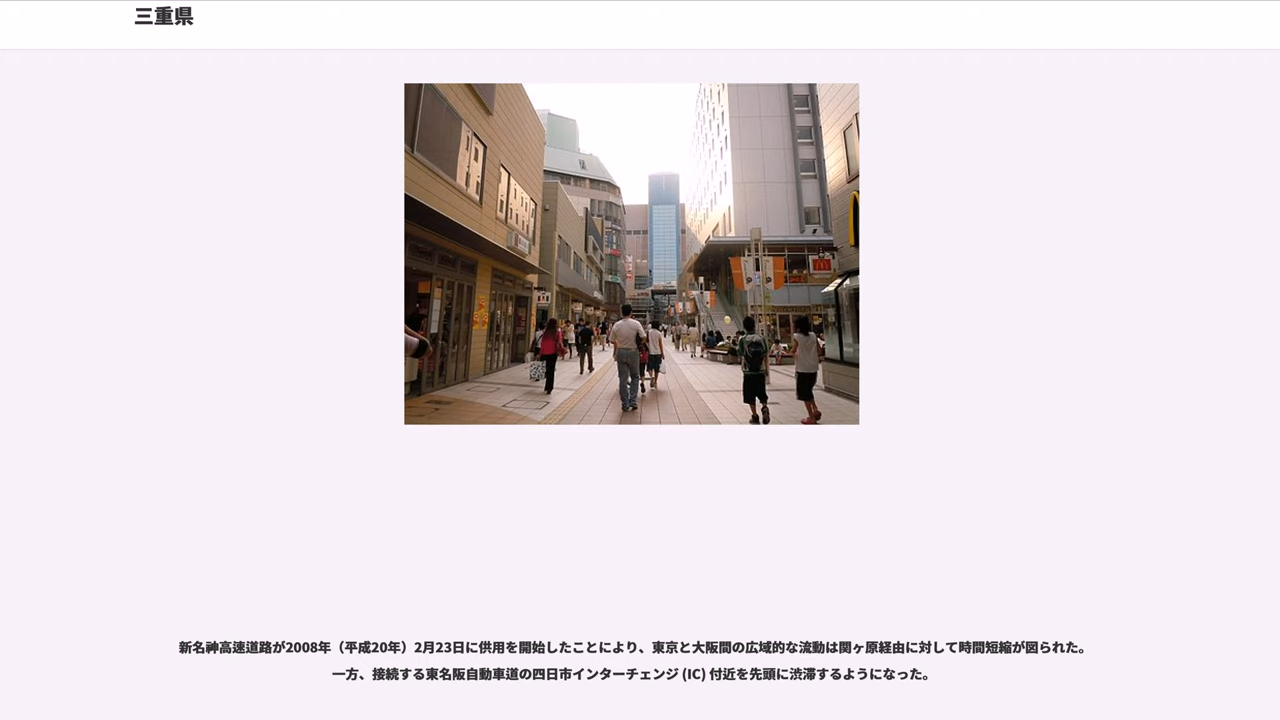 三重県
新名神高速道路が2008年（平成20年）2月23日に供用を開始したことにより、東京と大阪間の広域的な流動は関ヶ原経由に対して時間短縮が図られた。
一方、接続する東名阪自動車道の四日市インターチェンジ (IC) 付近を先頭に渋滞するようになった。